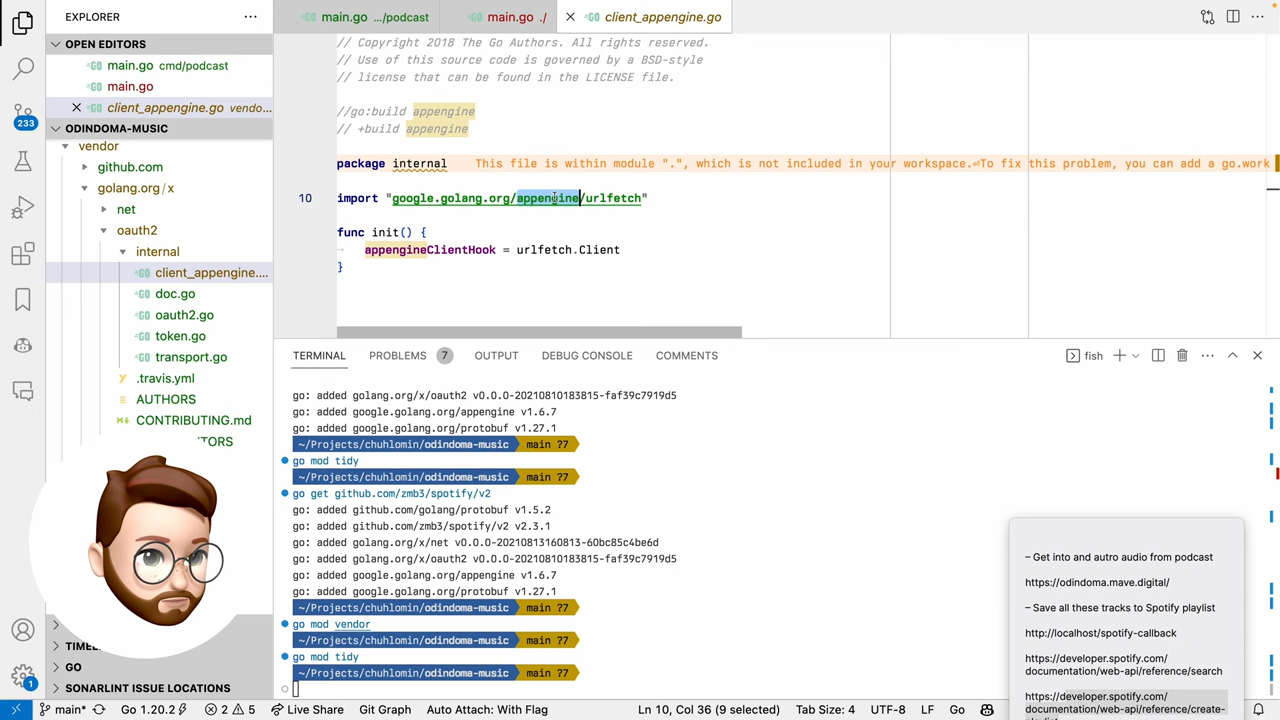 EXPLORER
main.go .../podcast
main.go ./
client_appengine.go
OPEN EDITORS
main.go cmd/podcast
main.go
client_appengine.go vendo...
ODINDOMA-MUSIC
vendor
github.com
golang.org/x
net
oauth2
internal
client_appengine....
doc.go
oauth2.go
token.go
transport.go
.travis.yml
AUTHORS
CONTRIBUTING.md
TORS
GO
SONARLINT ISSUE LOCATIONS
233
1
// Copyright 2018 The Go Authors. All rights reserved.
// Use of this source code is governed by a BSD-style
// license that can be found in the LICENSE file.
//go:build appengine
// +build appengine
package internal This file is within module ".", which is not included in your workspace.⏎To fix this problem, you can add a go.work
10 import "google.golang.org/appengine/urlfetch"
func init() {
appengineClientHook = urlfetch.Client
}
TERMINAL PROBLEMS 7 OUTPUT DEBUG CONSOLE COMMENTS fish
go: added golang.org/x/oauth2 v0.0.0-20210810183815-faf39c7919d5
go: added google.golang.org/appengine v1.6.7
go: added google.golang.org/protobuf v1.27.1
~/Projects/chuhlomin/odindoma-music main ?7
go mod tidy
~/Projects/chuhlomin/odindoma-music main ?7
go get github.com/zmb3/spotify/v2
go: added github.com/golang/protobuf v1.5.2
go: added github.com/zmb3/spotify/v2 v2.3.1
go: added golang.org/x/net v0.0.0-20210813160813-60bc85c4be6d
go: added golang.org/x/oauth2 v0.0.0-20210810183815-faf39c7919d5
go: added google.golang.org/appengine v1.6.7
go: added google.golang.org/protobuf v1.27.1
~/Projects/chuhlomin/odindoma-music main ?7
go mod vendor
~/Projects/chuhlomin/odindoma-music main ?7
go mod tidy
~/Projects/chuhlomin/odindoma-music main ?7
– Get into and autro audio from podcast
https://odindoma.mave.digital/
– Save all these tracks to Spotify playlist
http://localhost/spotify-callback
https://developer.spotify.com/
documentation/web-api/reference/search
https://developer.spotify.com/
documentation/web-api/reference/create-
main* Go 1.20.2 2 5 Live Share Git Graph Auto Attach: With Flag Ln 10, Col 36 (9 selected) Tab Size: 4 UTF-8 LF Go